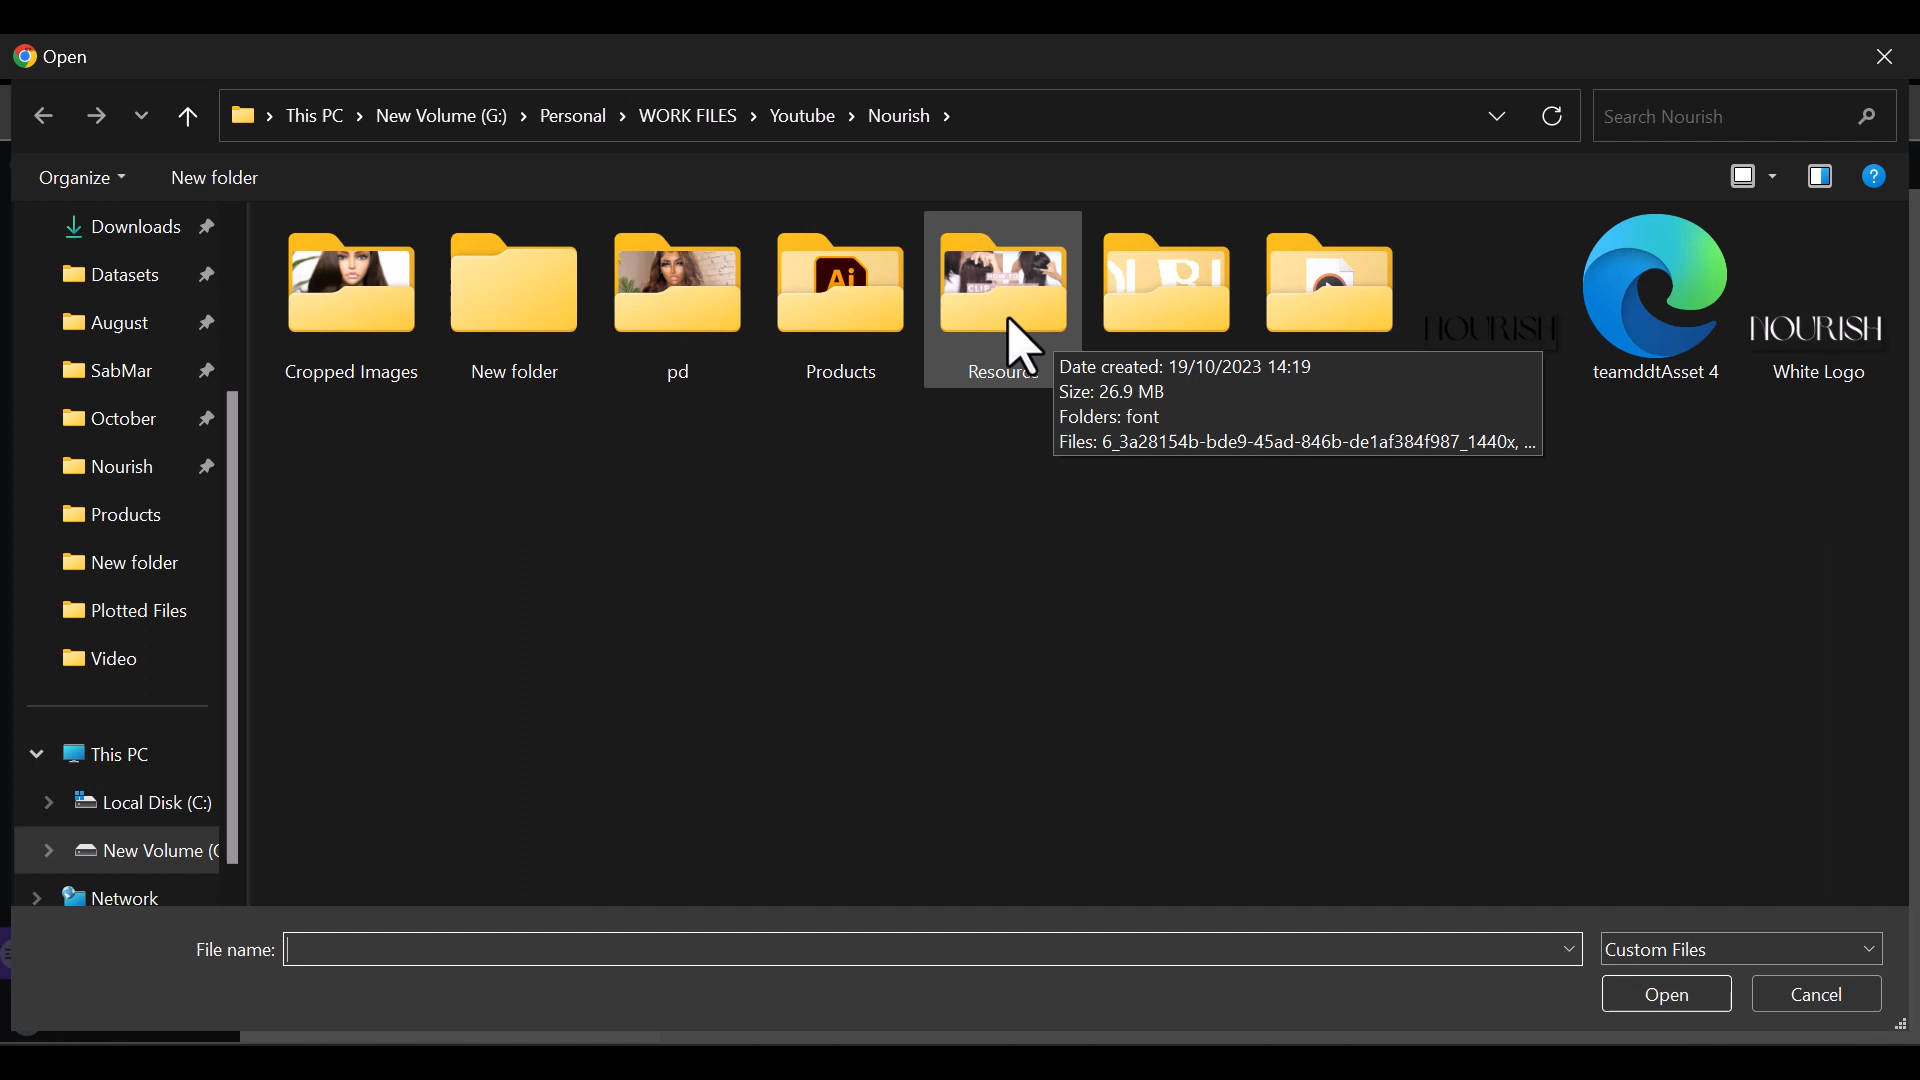 Open
This PC > New Volume (G:) > Personal > WORK FILES > Youtube > Nourish >
Search Nourish
Organize
New folder
?
Downloads
Datasets
August
SabMar
October
Nourish
Products
New folder
Plotted Files
Video
This PC
Local Disk (C:)
New Volume (
Network
Ai
NOURISH
NOURISH
Cropped Images
New folder
pd
Products
Resourc
teamddtAsset 4
White Logo
Date created: 19/10/2023 14:19
Size: 26.9 MB
Folders: font
Files: 6_3a28154b-bde9-45ad-846b-de1af384f987_1440x, ...
File name:
Custom Files
Open
Cancel